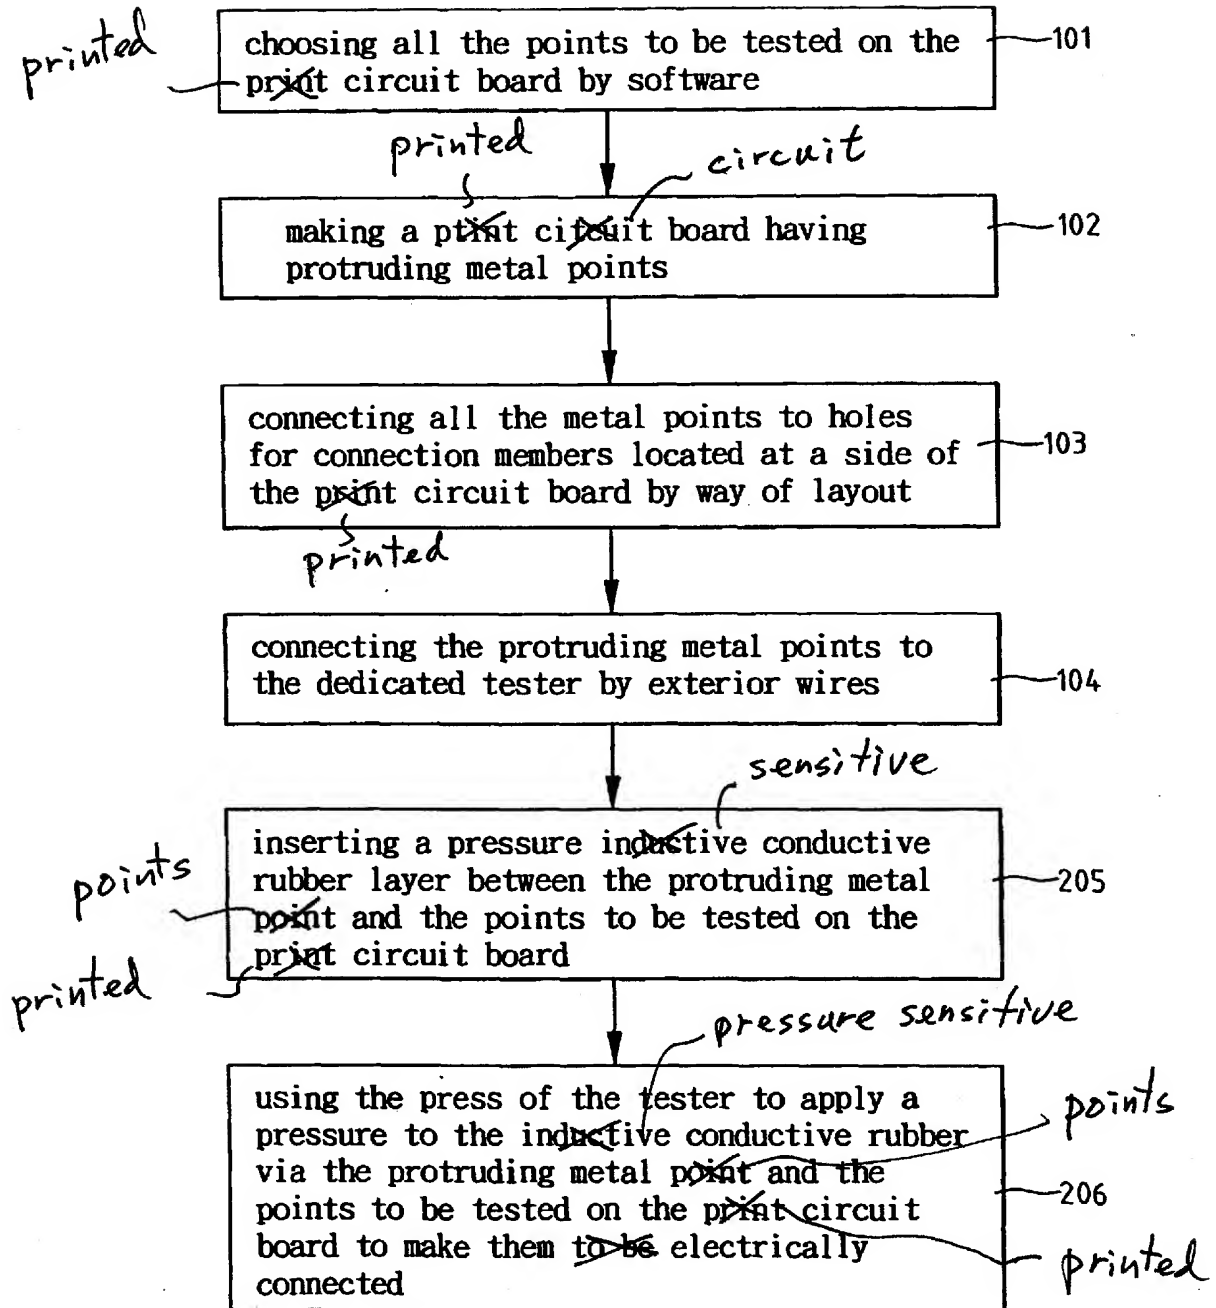 printed
choosing all the points to be tested on the
print circuit board by software
101
printed
circuit
making a ptint citcuit board having
protruding metal points
102
connecting all the metal points to holes
for connection members located at a side of
the print circuit board by way of layout
103
printed
connecting the protruding metal points to
the dedicated tester by exterior wires
104
sensitive
inserting a pressure inductive conductive
rubber layer between the protruding metal
point and the points to be tested on the
print circuit board
205
points
printed
pressure sensitive
using the press of the tester to apply a
pressure to the inductive conductive rubber
via the protruding metal point and the
points to be tested on the print circuit
board to make them to be electrically
connected
206
points
printed